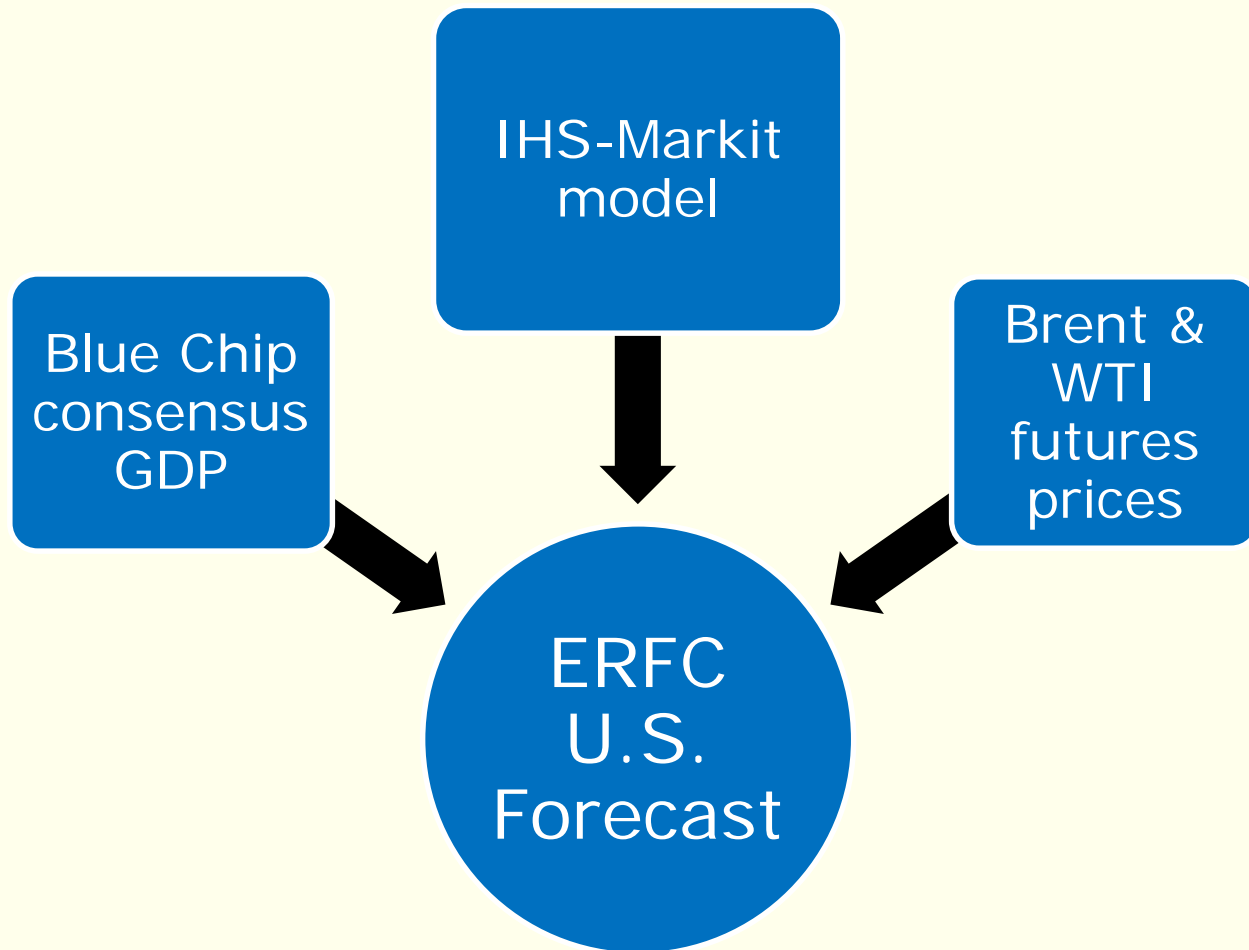 IHS-Markit
model
Blue Chip
consensus
GDP
Brent &
WTI
futures
prices
ERFC
U.S.
Forecast